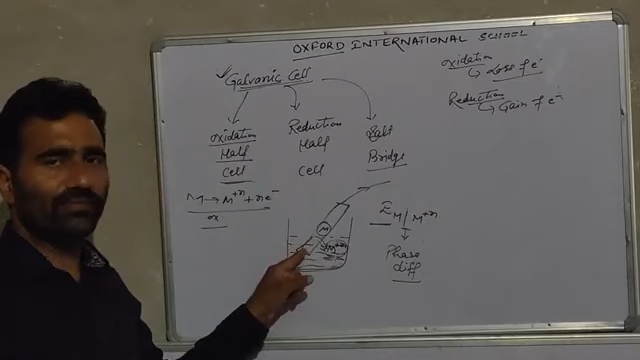 OXFORD INTERNATIONAL SCHOOL
Galvanic Cell
oxidation
Half
cell
Reduction
Half
cell
Salt
Bridge
oxidation
↳ Loss of e⁻
Reduction
↳ Gain of e⁻
M → M⁺ⁿ + ne⁻
ox
M
M⁺ⁿ
E M / M⁺ⁿ
Phase
diff